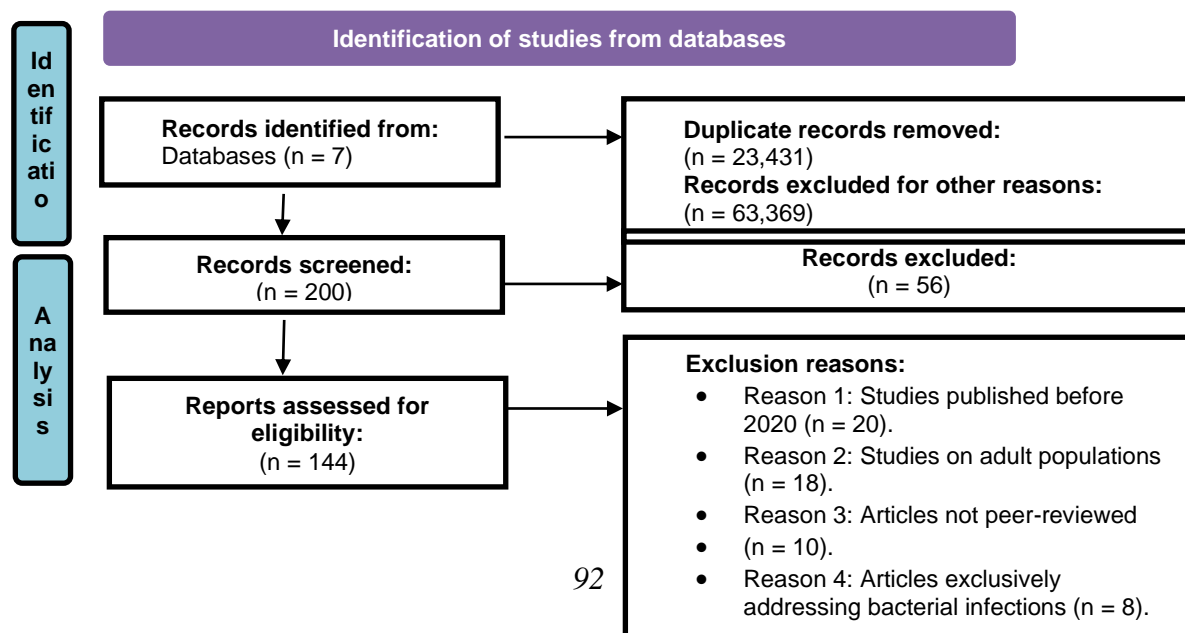 Identification of studies from databases
Id
en
tif
ic
ati
o
Records identified from:
Databases (n = 7)
Duplicate records removed:
(n = 23,431)
Records excluded for other reasons:
(n = 63,369)
Records screened:
(n = 200)
Records excluded:
(n = 56)
A
na
ly
si
s
Reports assessed for
eligibility:
(n = 144)
Exclusion reasons:
• Reason 1: Studies published before
2020 (n = 20).
• Reason 2: Studies on adult populations
(n = 18).
• Reason 3: Articles not peer-reviewed
• (n = 10).
• Reason 4: Articles exclusively
addressing bacterial infections (n = 8).
92